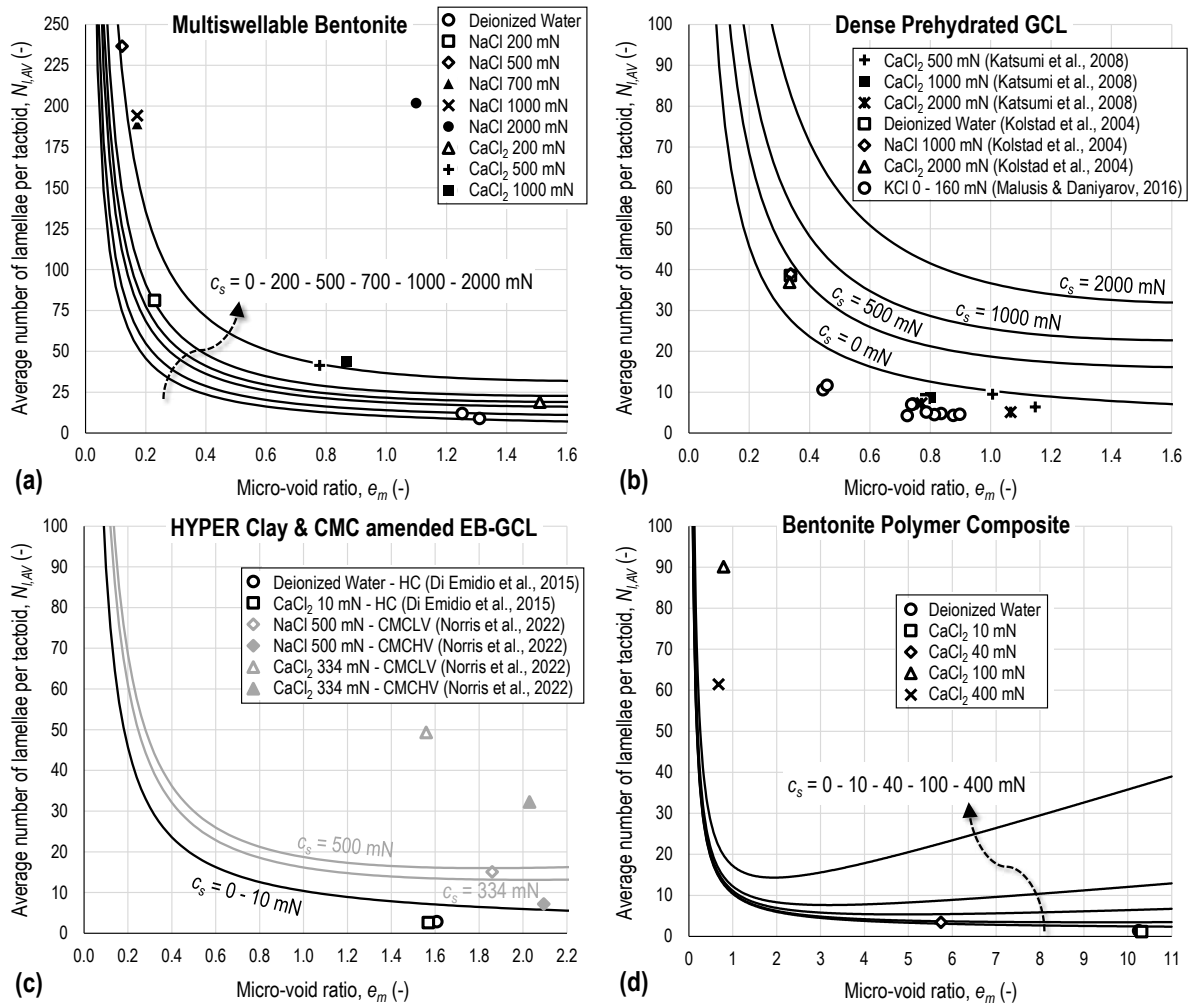 Multiswellable Bentonite
Average number of lamellae per tactoid, N_{l,AV} (-)
250
225
200
175
150
125
100
75
50
25
0
Deionized Water
NaCl 200 mN
NaCl 500 mN
NaCl 700 mN
NaCl 1000 mN
NaCl 2000 mN
CaCl₂ 200 mN
CaCl₂ 500 mN
CaCl₂ 1000 mN
c_s = 0 - 200 - 500 - 700 - 1000 - 2000 mN
0.0 0.2 0.4 0.6 0.8 1.0 1.2 1.4 1.6
(a)
Micro-void ratio, e_m (-)
Dense Prehydrated GCL
Average number of lamellae per tactoid, N_{l,AV} (-)
100
90
80
70
60
50
40
30
20
10
0
CaCl₂ 500 mN (Katsumi et al., 2008)
CaCl₂ 1000 mN (Katsumi et al., 2008)
CaCl₂ 2000 mN (Katsumi et al., 2008)
Deionized Water (Kolstad et al., 2004)
NaCl 1000 mN (Kolstad et al., 2004)
CaCl₂ 2000 mN (Kolstad et al., 2004)
KCl 0 - 160 mN (Malusis & Daniyarov, 2016)
c_s = 2000 mN
c_s = 1000 mN
c_s = 500 mN
c_s = 0 mN
0.0 0.2 0.4 0.6 0.8 1.0 1.2 1.4 1.6
(b)
Micro-void ratio, e_m (-)
HYPER Clay & CMC amended EB-GCL
Average number of lamellae per tactoid, N_{l,AV} (-)
100
90
80
70
60
50
40
30
20
10
0
Deionized Water - HC (Di Emidio et al., 2015)
CaCl₂ 10 mN - HC (Di Emidio et al., 2015)
NaCl 500 mN - CMCLV (Norris et al., 2022)
NaCl 500 mN - CMCHV (Norris et al., 2022)
CaCl₂ 334 mN - CMCLV (Norris et al., 2022)
CaCl₂ 334 mN - CMCHV (Norris et al., 2022)
c_s = 500 mN
c_s = 334 mN
c_s = 0 - 10 mN
0.0 0.2 0.4 0.6 0.8 1.0 1.2 1.4 1.6 1.8 2.0 2.2
(c)
Micro-void ratio, e_m (-)
Bentonite Polymer Composite
Average number of lamellae per tactoid, N_{l,AV} (-)
100
90
80
70
60
50
40
30
20
10
0
Deionized Water
CaCl₂ 10 mN
CaCl₂ 40 mN
CaCl₂ 100 mN
CaCl₂ 400 mN
c_s = 0 - 10 - 40 - 100 - 400 mN
0 1 2 3 4 5 6 7 8 9 10 11
(d)
Micro-void ratio, e_m (-)